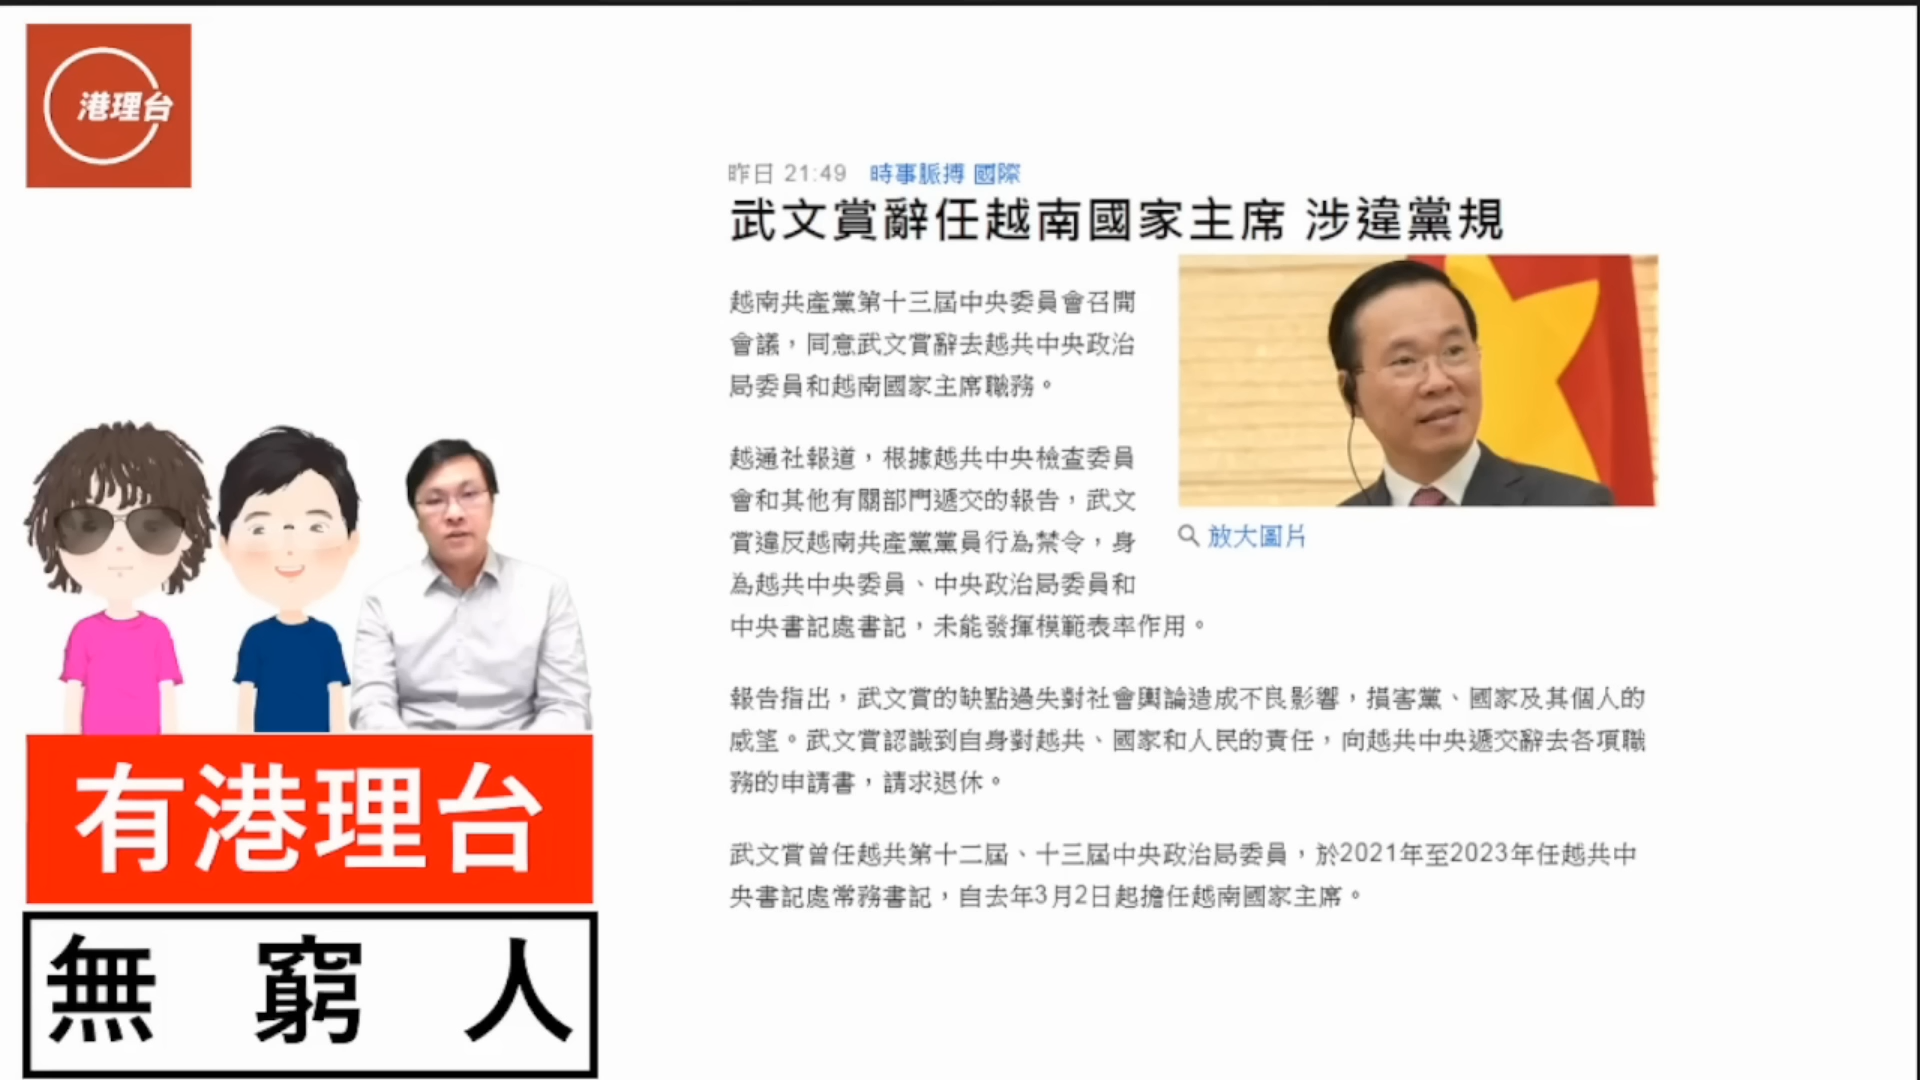 港理台
昨日 21:49 時事脈搏 國際
武文賞辭任越南國家主席 涉違黨規
越南共產黨第十三屆中央委員會召開
會議，同意武文賞辭去越共中央政治
局委員和越南國家主席職務。
越通社報道，根據越共中央檢查委員
會和其他有關部門遞交的報告，武文
賞違反越南共產黨黨員行為禁令，身
為越共中央委員、中央政治局委員和
中央書記處書記，未能發揮模範表率作用。
放大圖片
報告指出，武文賞的缺點過失對社會輿論造成不良影響，損害黨、國家及其個人的
威望。武文賞認識到自身對越共、國家和人民的責任，向越共中央遞交辭去各項職
務的申請書，請求退休。
武文賞曾任越共第十二屆、十三屆中央政治局委員，於2021年至2023年任越共中
央書記處常務書記，自去年3月2日起擔任越南國家主席。
有港理台
無窮人